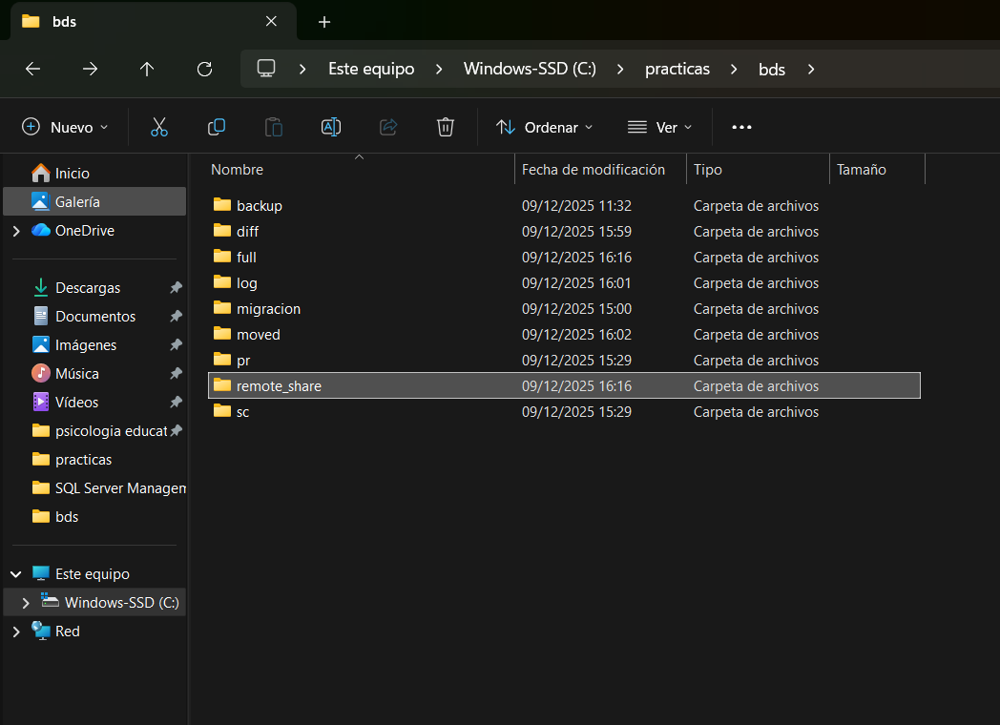 bds
Este equipo Windows-SSD (C:) practicas bds
Nuevo Ordenar Ver
Inicio
Galería
OneDrive
Descargas
Documentos
Imágenes
Música
Vídeos
psicologia educat
practicas
SQL Server Managem
bds
Este equipo
Windows-SSD (C:)
Red
Nombre Fecha de modificación Tipo Tamaño
backup 09/12/2025 11:32 Carpeta de archivos
diff 09/12/2025 15:59 Carpeta de archivos
full 09/12/2025 16:16 Carpeta de archivos
log 09/12/2025 16:01 Carpeta de archivos
migracion 09/12/2025 15:00 Carpeta de archivos
moved 09/12/2025 16:02 Carpeta de archivos
pr 09/12/2025 15:29 Carpeta de archivos
remote_share 09/12/2025 16:16 Carpeta de archivos
sc 09/12/2025 15:29 Carpeta de archivos